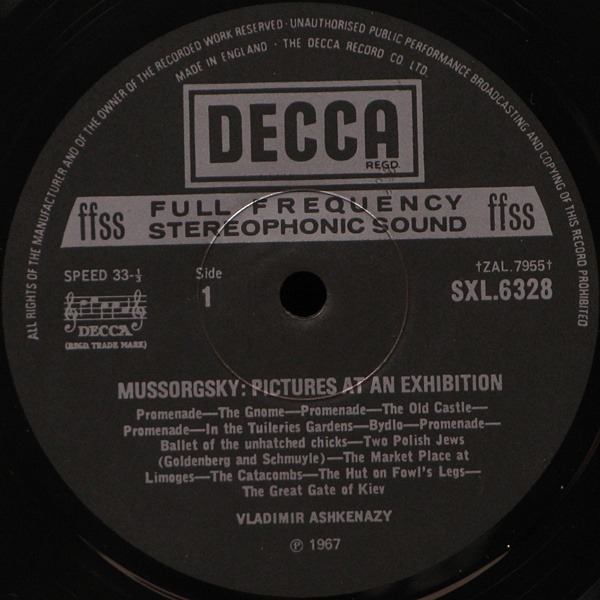 ALL RIGHTS OF THE MANUFACTURER AND OF THE OWNER OF THE RECORDED WORK RESERVED · UNAUTHORISED PUBLIC PERFORMANCE BROADCASTING AND COPYING OF THIS RECORD PROHIBITED
MADE IN ENGLAND · THE DECCA RECORD CO. LTD.
DECCA
REGD.
ffss FULL FREQUENCY ffss
STEREOPHONIC SOUND
SPEED 33-⅓ Side †ZAL.7955†
1 SXL.6328
DECCA
(REGD. TRADE MARK)
MUSSORGSKY: PICTURES AT AN EXHIBITION
Promenade—The Gnome—Promenade—The Old Castle—
Promenade—In the Tuileries Gardens—Bydlo—Promenade—
Ballet of the unhatched chicks—Two Polish Jews
(Goldenberg and Schmuyle)—The Market Place at
Limoges—The Catacombs—The Hut on Fowl's Legs—
The Great Gate of Kiev
VLADIMIR ASHKENAZY
℗ 1967